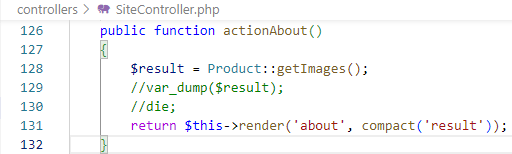 controllers > SiteController.php
126 public function actionAbout()
127 {
128 $result = Product::getImages();
129 //var_dump($result);
130 //die;
131 return $this->render('about', compact('result'));
132 }